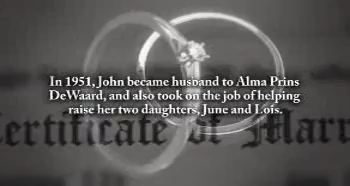 In 1951, John became husband to Alma Prins
DeWaard, and also took on the job of helping
raise her two daughters, June and Lois.
Certificate of Marr